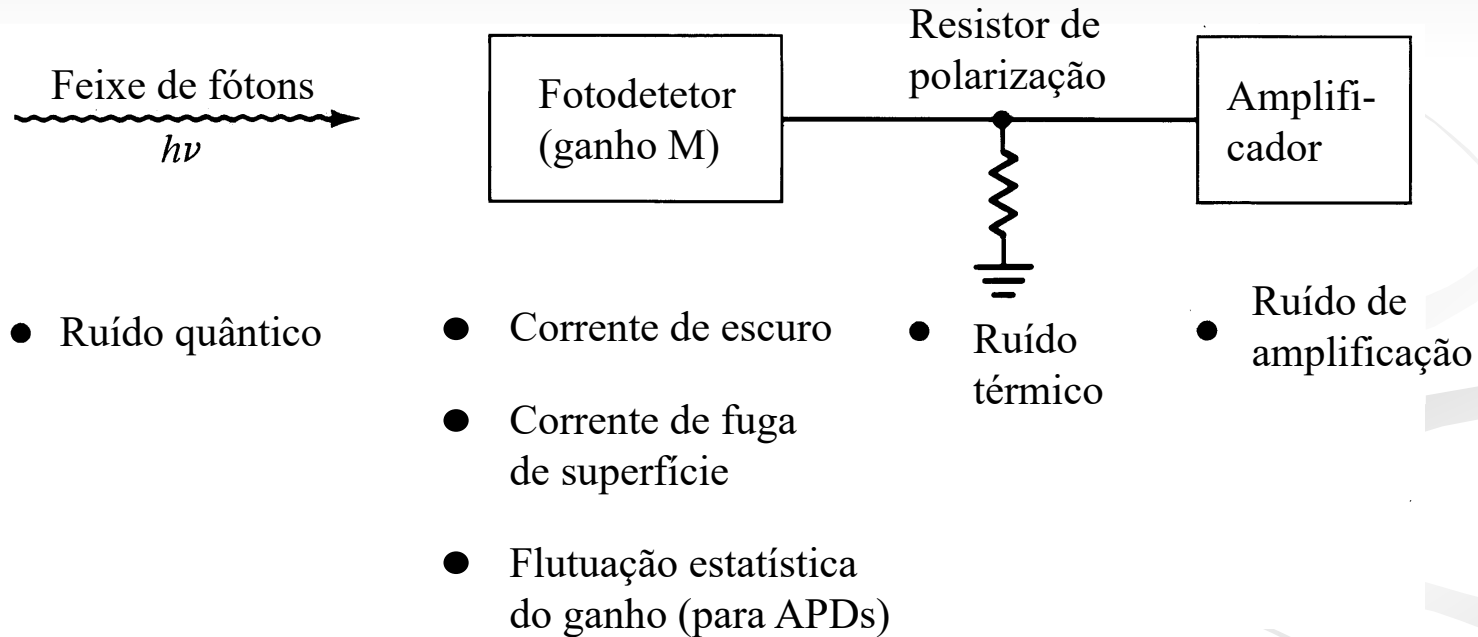 Feixe de fótons
hν
Fotodetetor
(ganho M)
Resistor de
polarização
Amplifi-
cador
● Ruído quântico
● Corrente de escuro
● Corrente de fuga
de superfície
● Flutuação estatística
do ganho (para APDs)
● Ruído
térmico
● Ruído de
amplificação